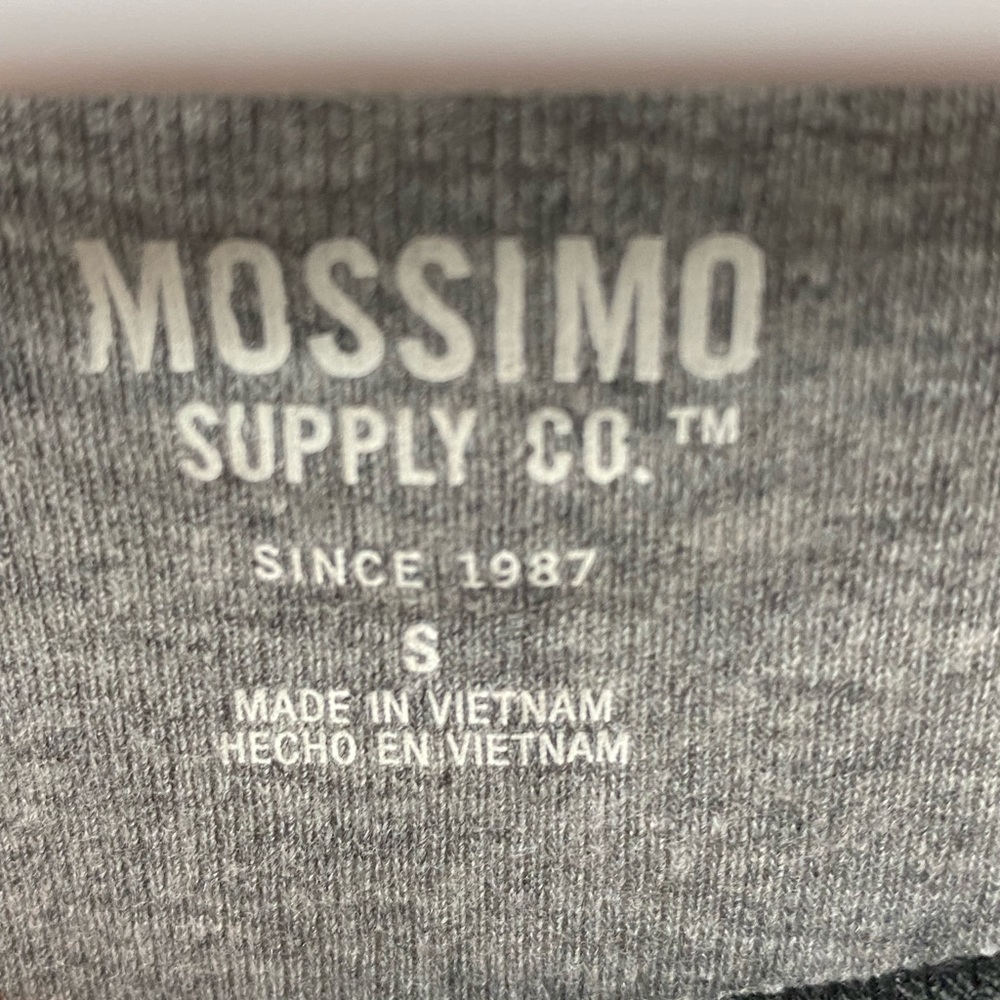 MOSSIMO
SUPPLY CO.™
SINCE 1987
S
MADE IN VIETNAM
HECHO EN VIETNAM